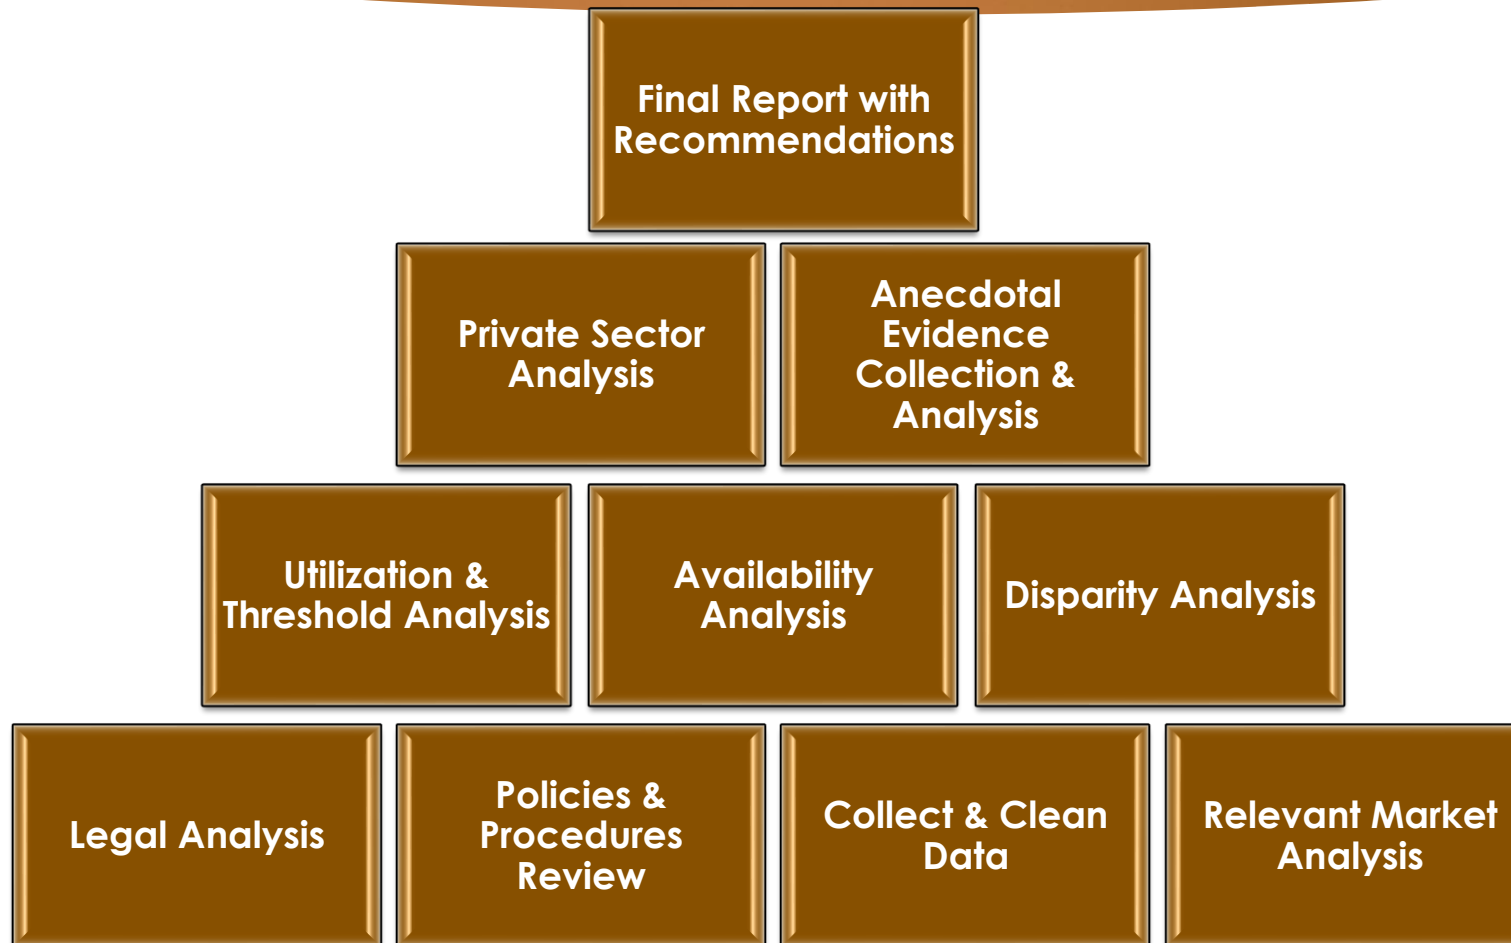 Final Report with
Recommendations
Private Sector
Analysis
Anecdotal
Evidence
Collection &
Analysis
Utilization &
Threshold Analysis
Availability
Analysis
Disparity Analysis
Legal Analysis
Policies &
Procedures
Review
Collect & Clean
Data
Relevant Market
Analysis